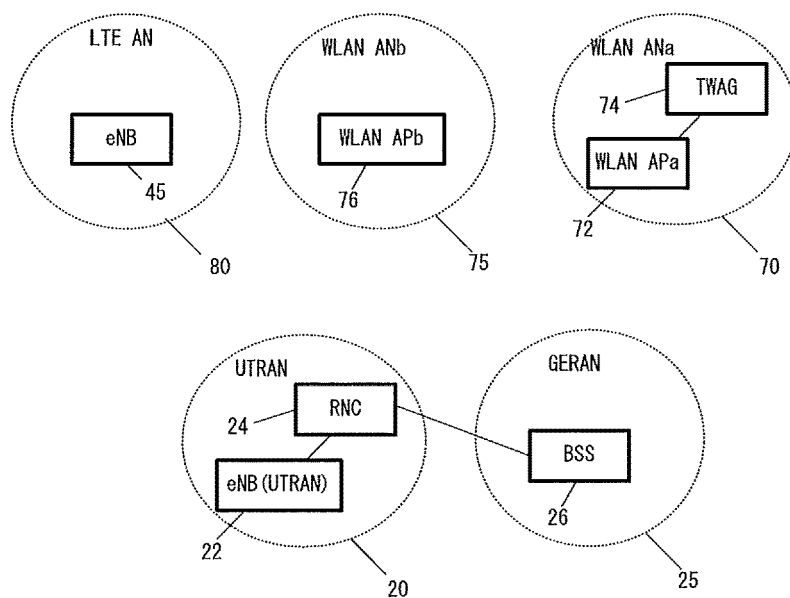 LTE AN
eNB
45
80
WLAN ANb
WLAN APb
76
75
WLAN ANa
TWAG
74
WLAN APa
72
70
UTRAN
RNC
24
eNB(UTRAN)
22
20
GERAN
BSS
26
25